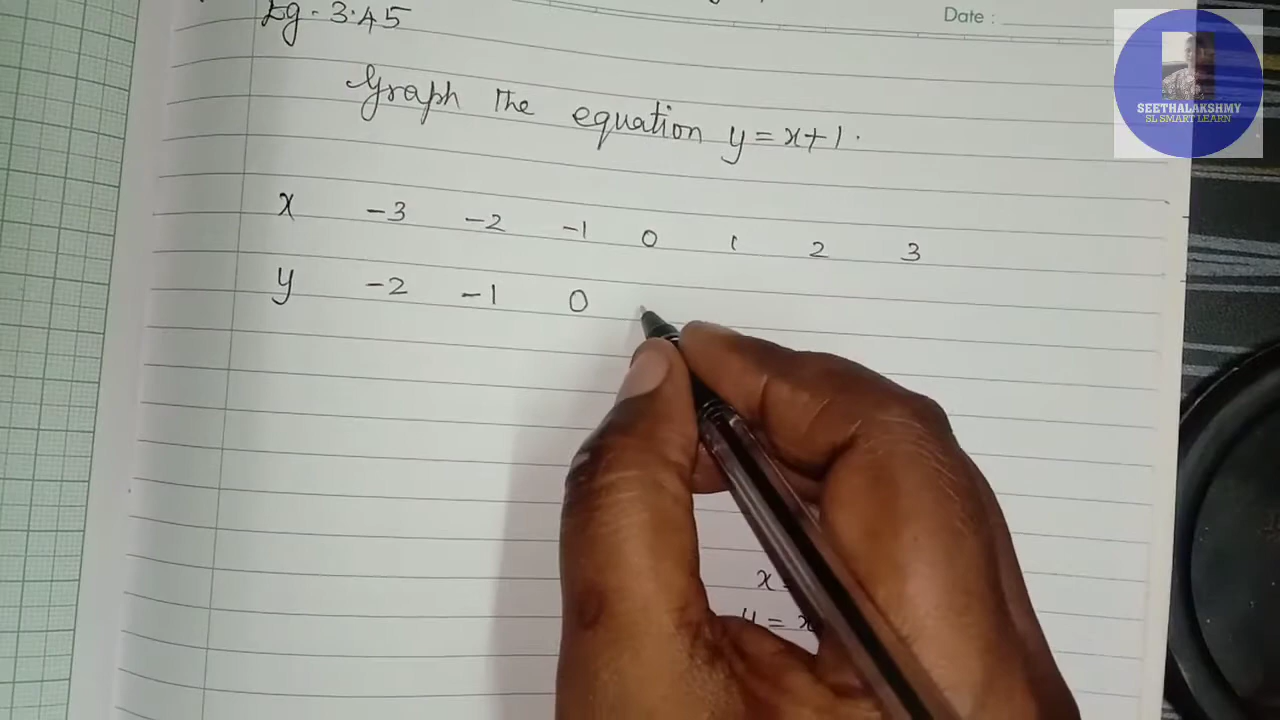 Eg. 3.45
Date :
Graph the equation y = x + 1.
x -3 -2 -1 0 1 2 3
y -2 -1 0
x
y = x
SEETHALAKSHMY
SL SMART LEARN